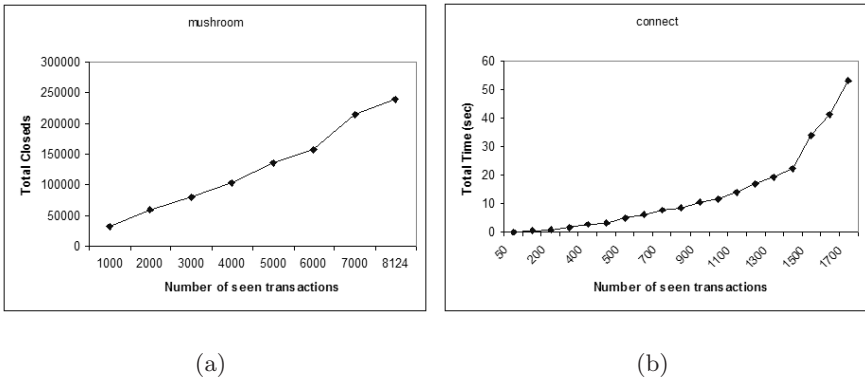 mushroom
300000
250000
200000
150000
100000
50000
0
Total Closeds
1000 2000 3000 4000 5000 6000 7000 8124
Number of seen transactions
(a)
connect
60
50
40
30
20
10
0
Total Time (sec)
50 200 400 500 700 900 1100 1300 1500 1700
Number of seen transactions
(b)